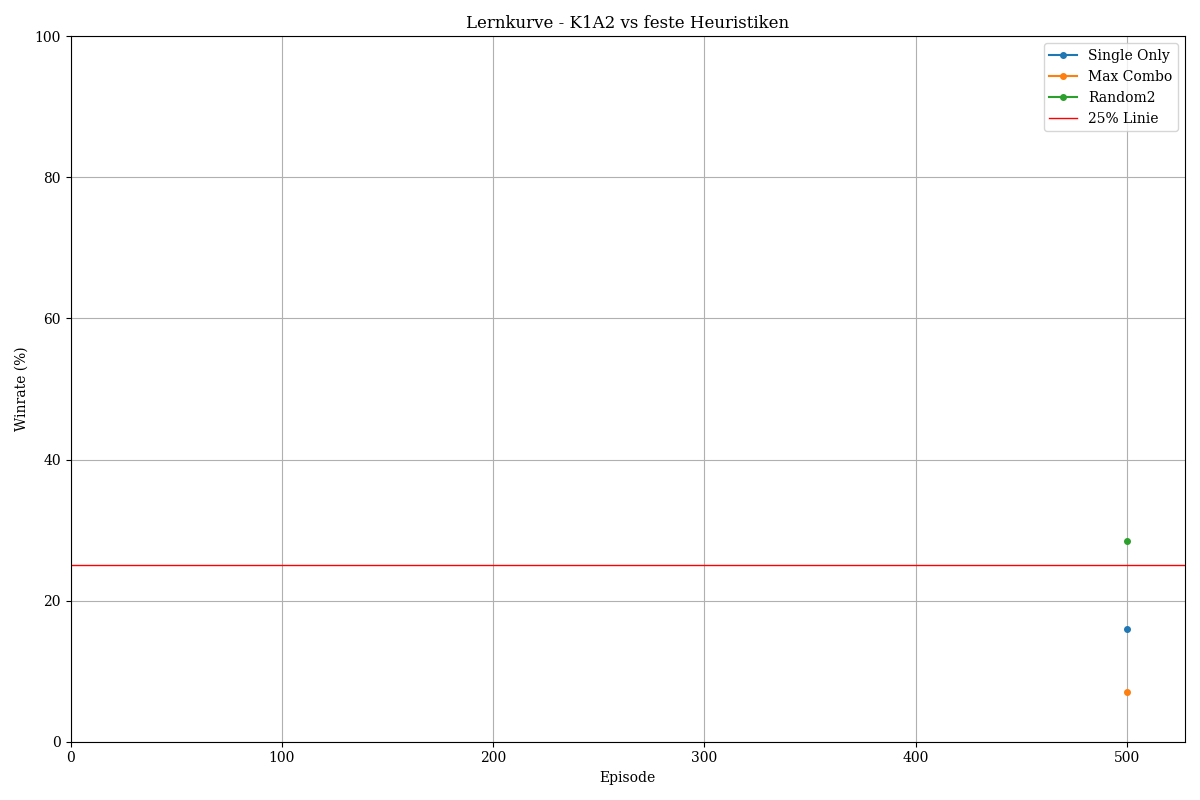 Lernkurve - K1A2 vs feste Heuristiken
Single Only
Max Combo
Random2
25% Linie
Winrate (%)
100
80
60
40
20
0
0 100 200 300 400 500
Episode